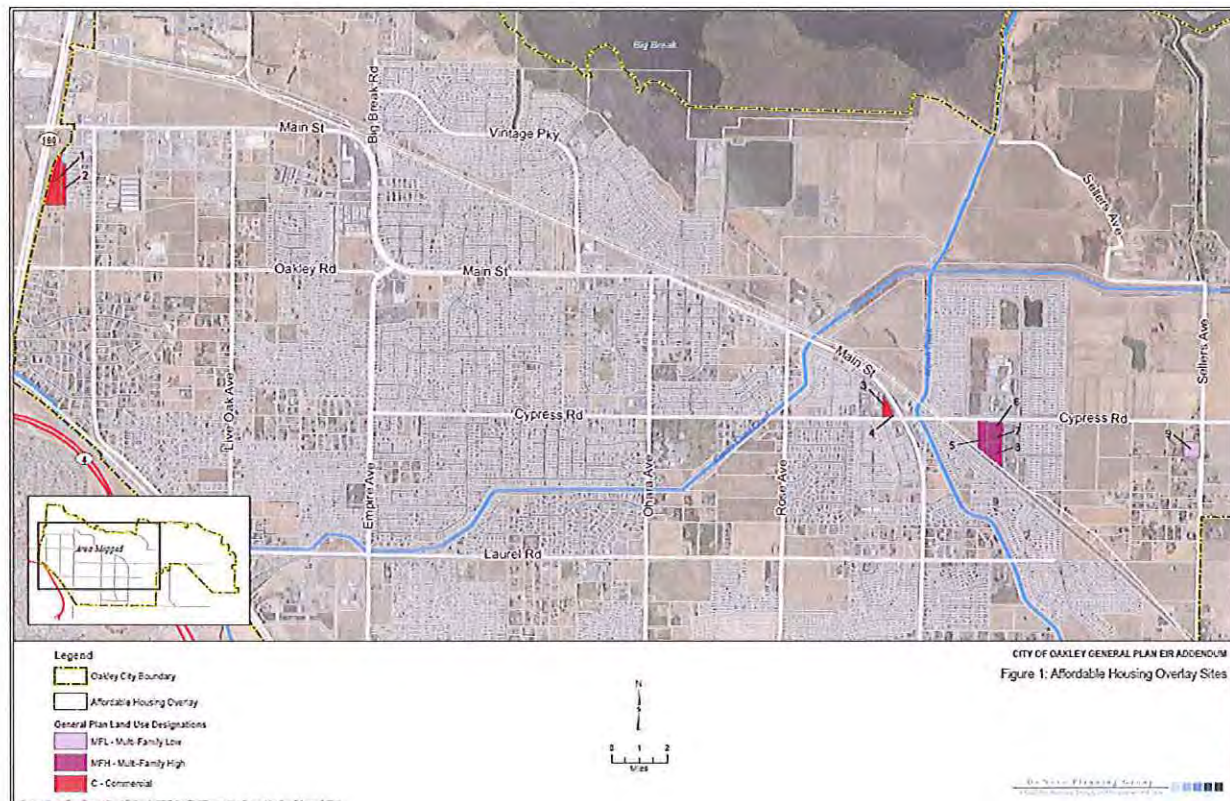 Big Break
Big Break Rd
Main St
Vintage Pky
160
1
2
Sellers Ave
Oakley Rd
Main St
Main St
Live Oak Ave
Empire Ave
Ohara Ave
Rose Ave
Sellers Ave
3
4
Cypress Rd
Cypress Rd
5
6
7
9
4
Laurel Rd
Area Mapped
Legend
Oakley City Boundary
Affordable Housing Overlay
General Plan Land Use Designations
MFL - Multi-Family Low
MFH - Multi-Family High
C - Commercial
N
0 1 2
Miles
CITY OF OAKLEY GENERAL PLAN EIR ADDENDUM
Figure 1: Affordable Housing Overlay Sites
De Novo Planning Group